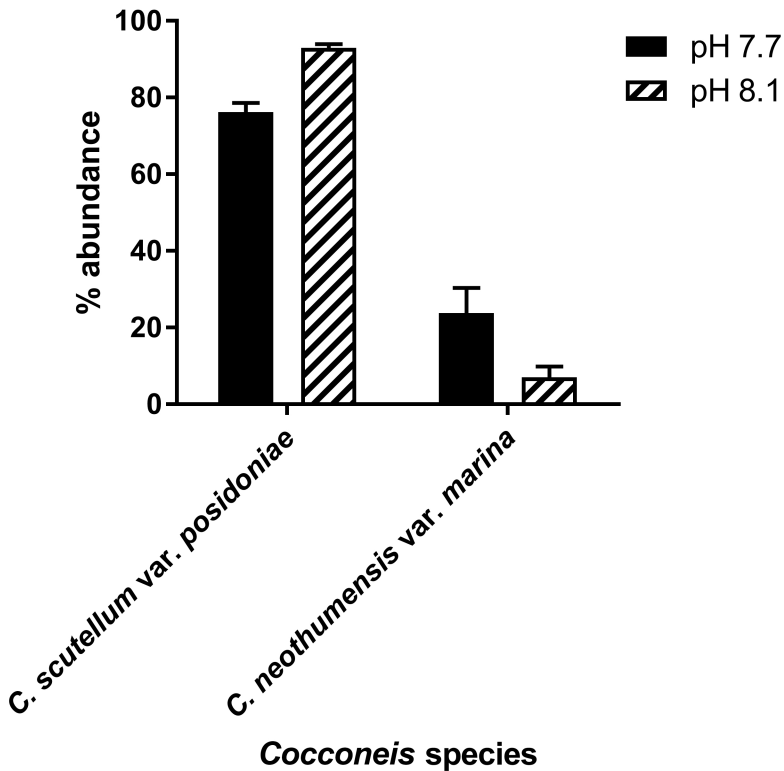 % abundance
100
80
60
40
20
0
pH 7.7
pH 8.1
C. scutellum var. posidoniae
C. neothumensis var. marina
Cocconeis species